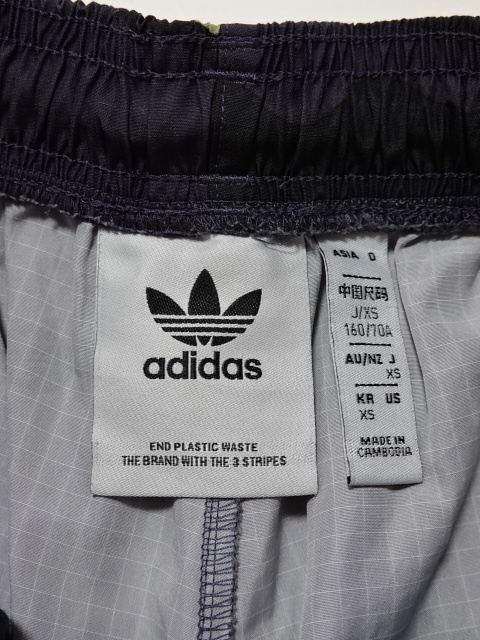 adidas
END PLASTIC WASTE
THE BRAND WITH THE 3 STRIPES
ASIA O
中国尺码
J/XS
160/70A
AU/NZ J
XS
KR US
XS
MADE IN
CAMBODIA